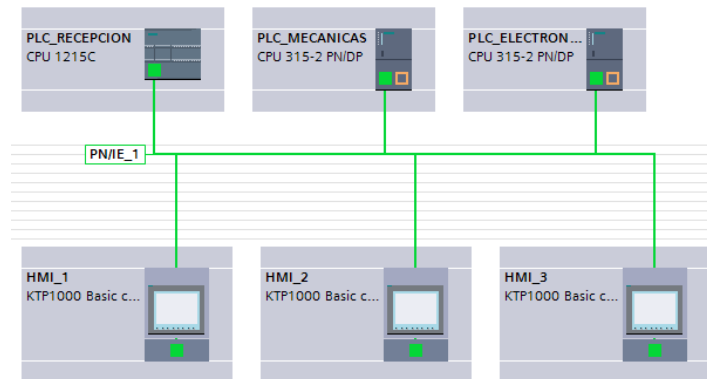 PLC_RECEPCION
CPU 1215C
PLC_MECANICAS
CPU 315-2 PN/DP
PLC_ELECTRON...
CPU 315-2 PN/DP
PN/IE_1
HMI_1
KTP1000 Basic c...
HMI_2
KTP1000 Basic c...
HMI_3
KTP1000 Basic c...